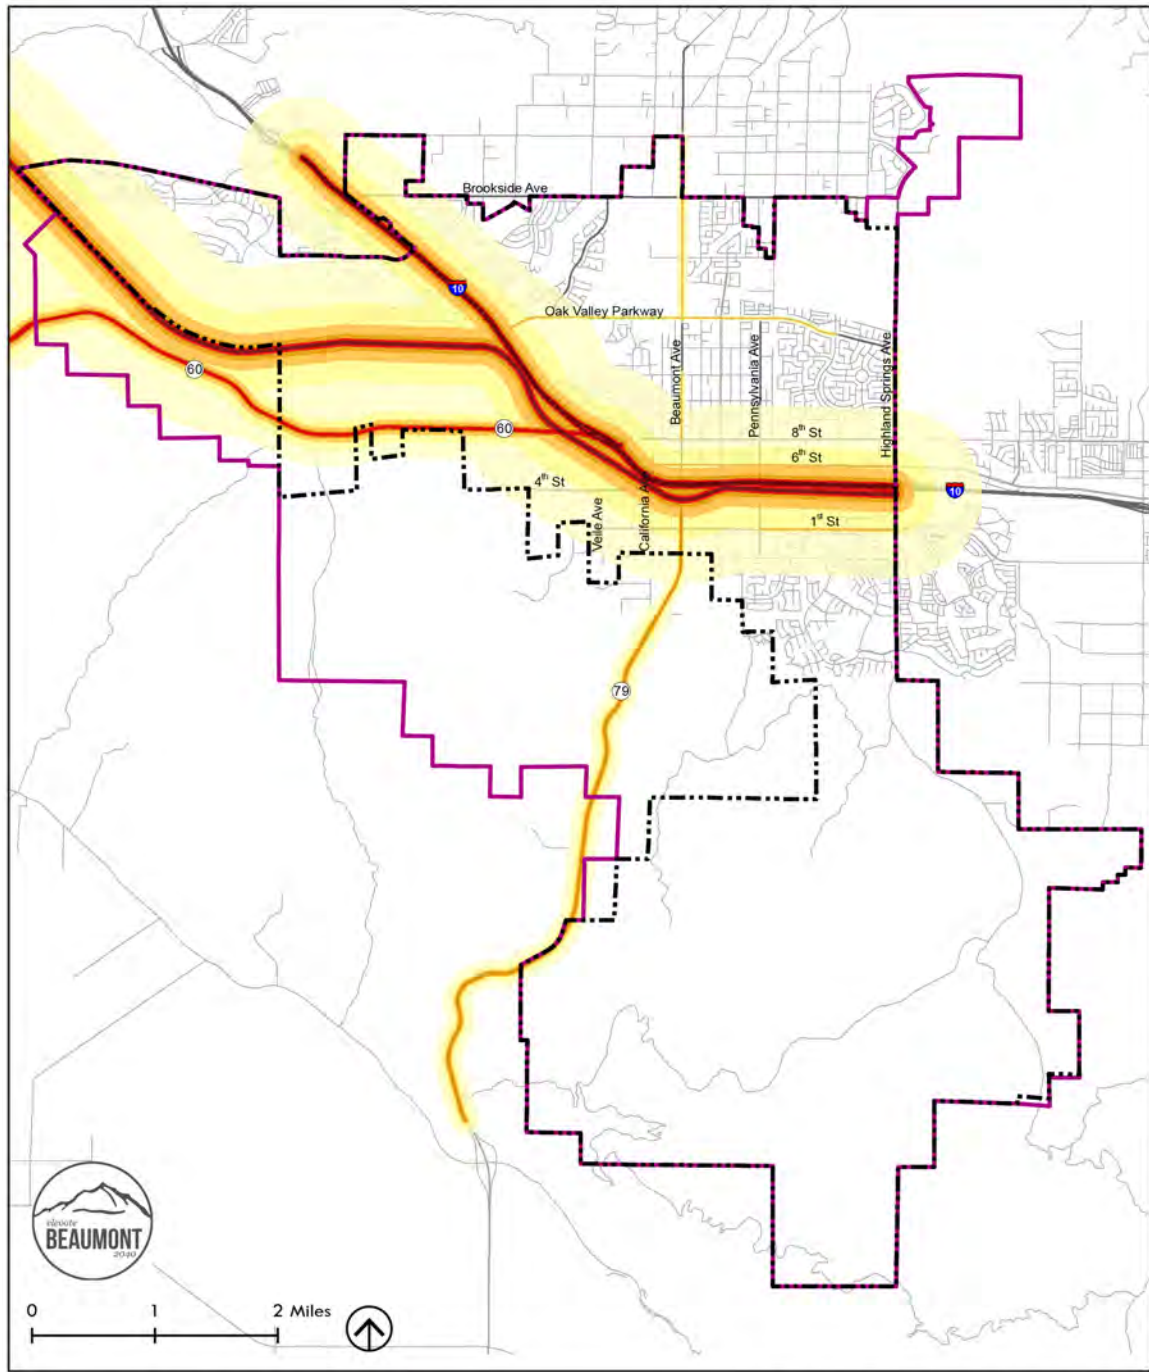 Brookside Ave
10
Oak Valley Parkway
Beaumont Ave
Pennsylvania Ave
Highland Springs Ave
60
60
8th St
6th St
4th St
10
Veile Ave
California A
1st St
79
elevate
BEAUMONT
2040
0 1 2 Miles